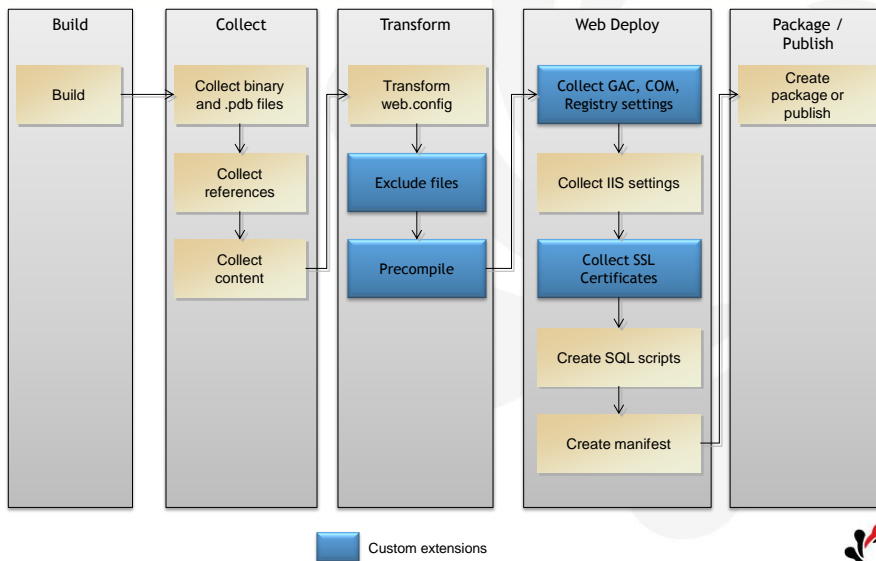 Build
Collect
Transform
Web Deploy
Package /
Publish
Build
Collect binary
and .pdb files
Collect
references
Collect
content
Transform
web.config
Exclude files
Precompile
Collect GAC, COM,
Registry settings
Collect IIS settings
Collect SSL
Certificates
Create SQL scripts
Create manifest
Create
package or
publish
Custom extensions